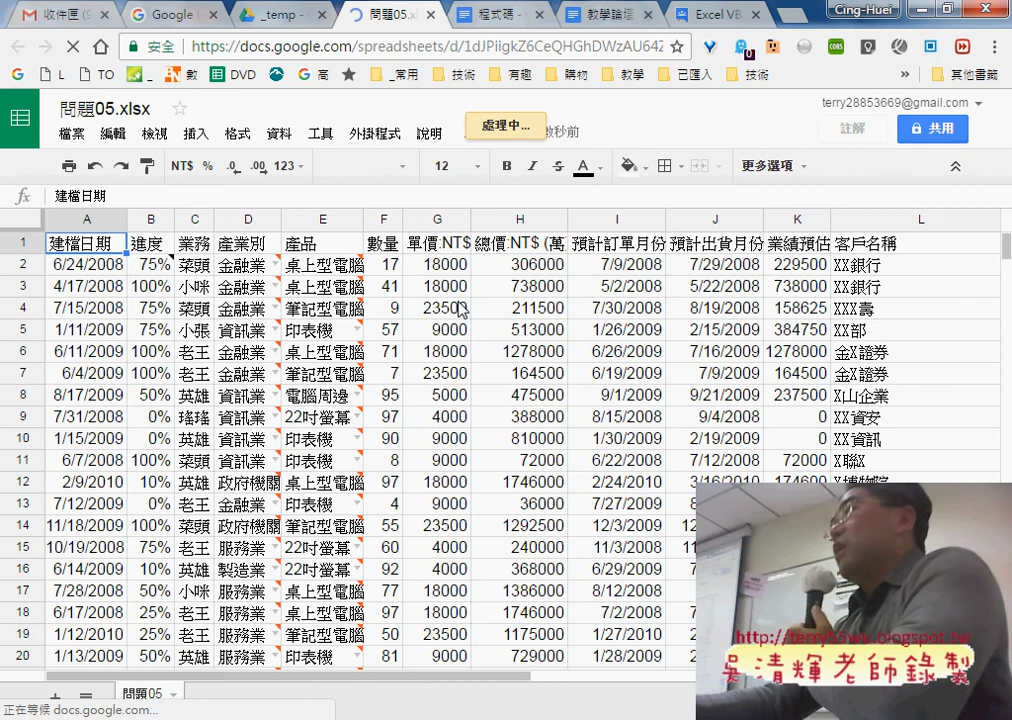 收件匣 (9
Google
_temp -
問題05.x
程式碼 -
教學論壇
Excel VB
Cing-Huei
安全
https://docs.google.com/spreadsheets/d/1dJPiigkZ6CeQHGhDWzAU64Z
G L TO 數 DVD 高 _常用 技術 有趣 購物 教學 已匯入 技術 » 其他書籤
問題05.xlsx
terry28853669@gmail.com
檔案 編輯 檢視 插入 格式 資料 工具 外掛程式 說明
處理中...
數秒前
註解
共用
NT$ % .0 .00 123 12 B I S A 更多選項
fx 建檔日期
A B C D E F G H I J K L
1 建檔日期 進度 業務 產業別 產品 數量 單價:NT$ 總價:NT$ (萬 預計訂單月份 預計出貨月份 業績預估 客戶名稱
2 6/24/2008 75% 菜頭 金融業 桌上型電腦 17 18000 306000 7/9/2008 7/29/2008 229500 XX銀行
3 4/17/2008 100% 小咪 金融業 桌上型電腦 41 18000 738000 5/2/2008 5/22/2008 738000 XX銀行
4 7/15/2008 75% 菜頭 金融業 筆記型電腦 9 23500 211500 7/30/2008 8/19/2008 158625 XXX壽
5 1/11/2009 75% 小張 資訊業 印表機 57 9000 513000 1/26/2009 2/15/2009 384750 XX部
6 6/11/2009 100% 老王 金融業 桌上型電腦 71 18000 1278000 6/26/2009 7/16/2009 1278000 金X證券
7 6/4/2009 100% 老王 金融業 筆記型電腦 7 23500 164500 6/19/2009 7/9/2009 164500 金X證券
8 8/17/2009 50% 英雄 資訊業 電腦周邊 95 5000 475000 9/1/2009 9/21/2009 237500 X山企業
9 7/31/2008 0% 瑤瑤 資訊業 22吋螢幕 97 4000 388000 8/15/2008 9/4/2008 0 XX資安
10 1/15/2009 0% 英雄 資訊業 印表機 90 9000 810000 1/30/2009 2/19/2009 0 XX資訊
11 6/7/2008 100% 菜頭 資訊業 印表機 8 9000 72000 6/22/2008 7/12/2008 72000 X聯X
12 2/9/2010 10% 英雄 政府機關 桌上型電腦 97 18000 1746000 2/24/2010 3/16/2010 174600 X博物院
13 7/12/2009 0% 老王 金融業 印表機 4 9000 36000 7/27/2009
14 11/18/2009 100% 菜頭 政府機關 筆記型電腦 55 23500 1292500 12/3/2009
15 10/19/2008 75% 老王 服務業 22吋螢幕 60 4000 240000 11/3/2008
16 6/14/2009 10% 英雄 製造業 22吋螢幕 92 4000 368000 6/29/2009
17 7/28/2008 50% 小咪 服務業 桌上型電腦 77 18000 1386000 8/12/2008
18 6/17/2008 25% 老王 服務業 桌上型電腦 97 18000 1746000 7/2/2008
19 1/12/2010 25% 老王 服務業 筆記型電腦 50 23500 1175000 1/27/2010
20 1/13/2009 50% 英雄 服務業 印表機 81 9000 729000 1/28/2009
http://terry55wu.blogspot.tw
吳清輝老師錄製
問題05
正在等候 docs.google.com...